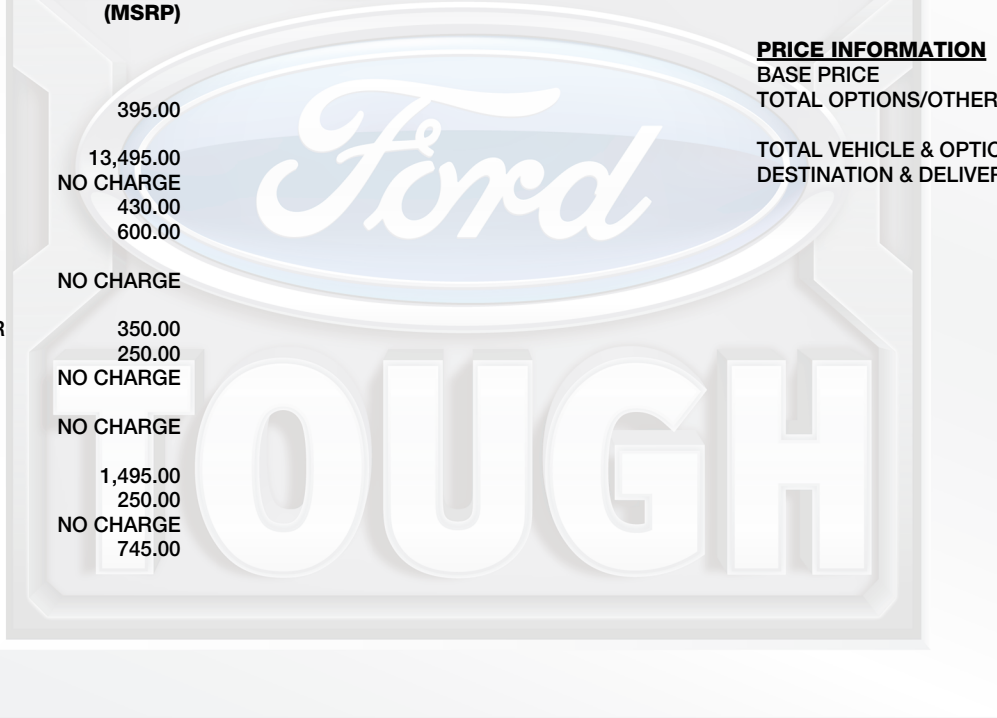 (MSRP)
395.00
13,495.00
NO CHARGE
430.00
600.00
NO CHARGE
R 350.00
250.00
NO CHARGE
NO CHARGE
1,495.00
250.00
NO CHARGE
745.00
PRICE INFORMATION
BASE PRICE
TOTAL OPTIONS/OTHER
TOTAL VEHICLE & OPTIO
DESTINATION & DELIVER
Ford
TOUGH